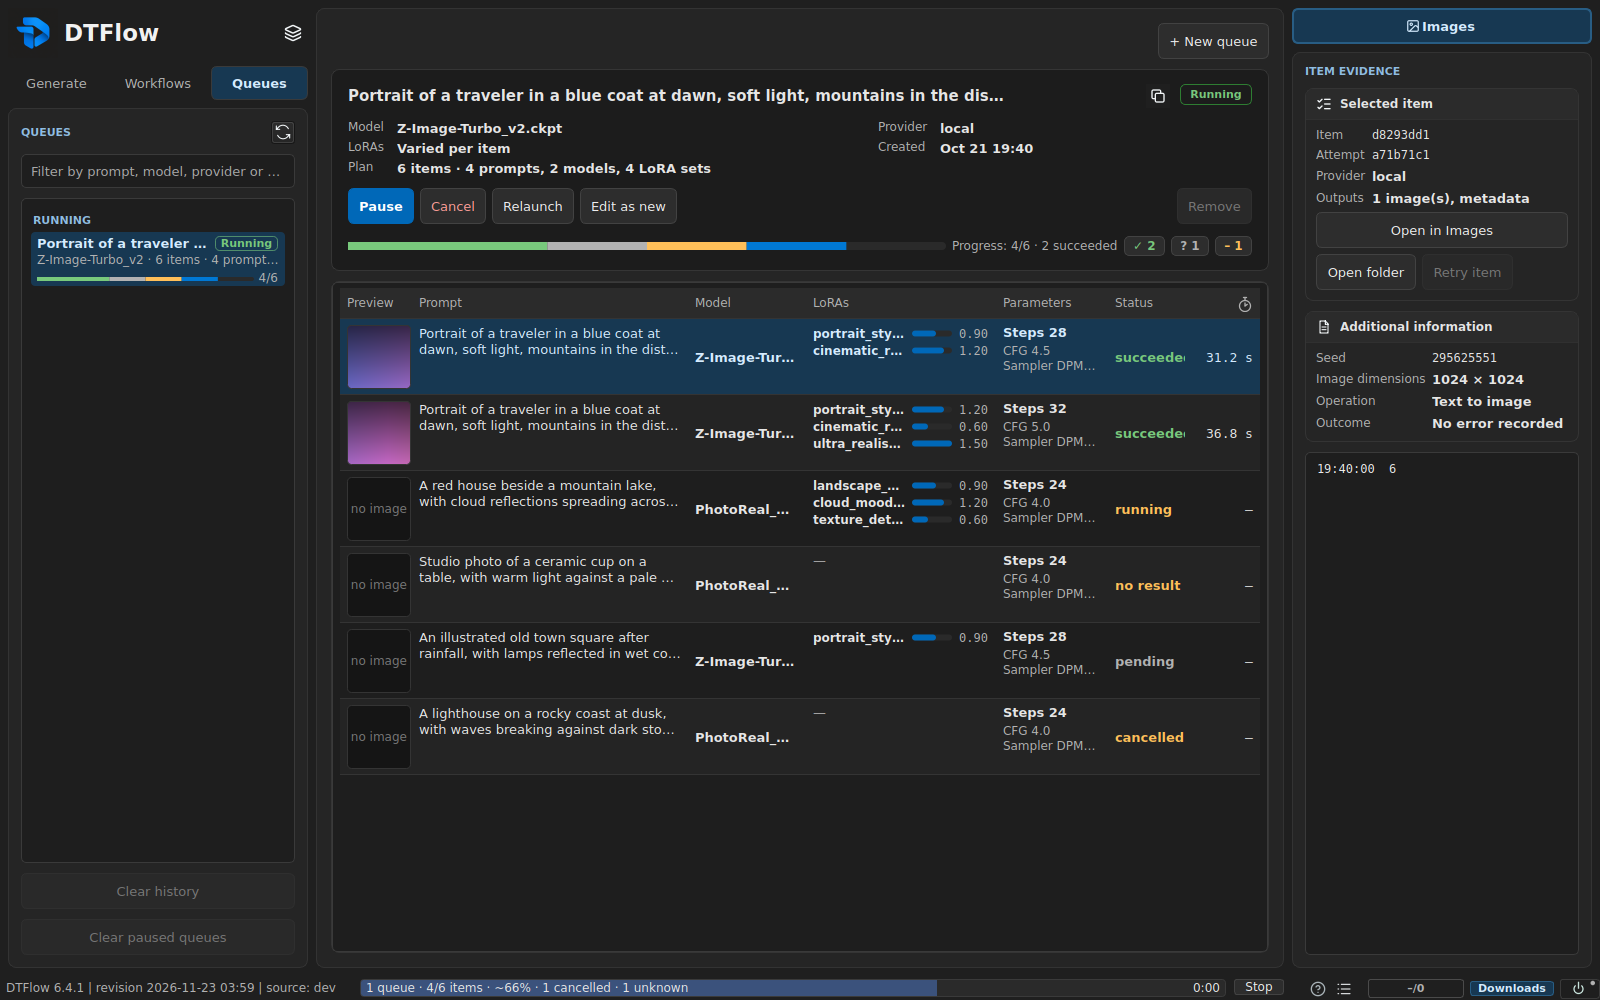 DTFlow
Generate
Workflows
Queues
QUEUES
Filter by prompt, model, provider or ...
RUNNING
Portrait of a traveler ...
Running
Z-Image-Turbo_v2 · 6 items · 4 prompt...
4/6
Clear history
Clear paused queues
+ New queue
Portrait of a traveler in a blue coat at dawn, soft light, mountains in the dis...
Running
Model Z-Image-Turbo_v2.ckpt
Provider local
LoRAs Varied per item
Created Oct 21 19:40
Plan 6 items · 4 prompts, 2 models, 4 LoRA sets
Pause
Cancel
Relaunch
Edit as new
Remove
Progress: 4/6 · 2 succeeded
✓ 2
? 1
– 1
Preview Prompt Model LoRAs Parameters Status
Portrait of a traveler in a blue coat at
dawn, soft light, mountains in the dist...
Z-Image-Tur...
portrait_sty... 0.90
cinematic_r... 1.20
Steps 28
CFG 4.5
Sampler DPM...
succeeded
31.2 s
Portrait of a traveler in a blue coat at
dawn, soft light, mountains in the dist...
Z-Image-Tur...
portrait_sty... 1.20
cinematic_r... 0.60
ultra_realis... 1.50
Steps 32
CFG 5.0
Sampler DPM...
succeeded
36.8 s
no image
A red house beside a mountain lake,
with cloud reflections spreading acros...
PhotoReal_...
landscape_... 0.90
cloud_mood... 1.20
texture_det... 0.60
Steps 24
CFG 4.0
Sampler DPM...
running
–
no image
Studio photo of a ceramic cup on a
table, with warm light against a pale ...
PhotoReal_...
—
Steps 24
CFG 4.0
Sampler DPM...
no result
–
no image
An illustrated old town square after
rainfall, with lamps reflected in wet co...
Z-Image-Tur...
portrait_sty... 0.90
Steps 28
CFG 4.5
Sampler DPM...
pending
–
no image
A lighthouse on a rocky coast at dusk,
with waves breaking against dark sto...
PhotoReal_...
—
Steps 24
CFG 4.0
Sampler DPM...
cancelled
–
Images
ITEM EVIDENCE
Selected item
Item d8293dd1
Attempt a71b71c1
Provider local
Outputs 1 image(s), metadata
Open in Images
Open folder
Retry item
Additional information
Seed 295625551
Image dimensions 1024 × 1024
Operation Text to image
Outcome No error recorded
19:40:00 6
DTFlow 6.4.1 | revision 2026-11-23 03:59 | source: dev
1 queue · 4/6 items · ~66% · 1 cancelled · 1 unknown
0:00
Stop
–/0
Downloads